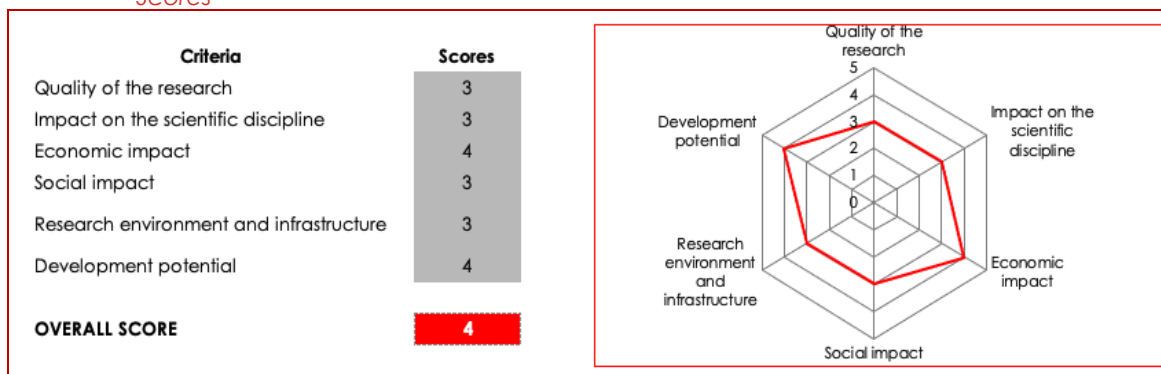 Scores
Criteria Scores
Quality of the research 3
Impact on the scientific discipline 3
Economic impact 4
Social impact 3
Research environment and infrastructure 3
Development potential 4
OVERALL SCORE 4
Quality of the
research
5
4
3
2
1
0
Impact on the
scientific
discipline
Economic
impact
Social impact
Research
environment
and
infrastructure
Development
potential